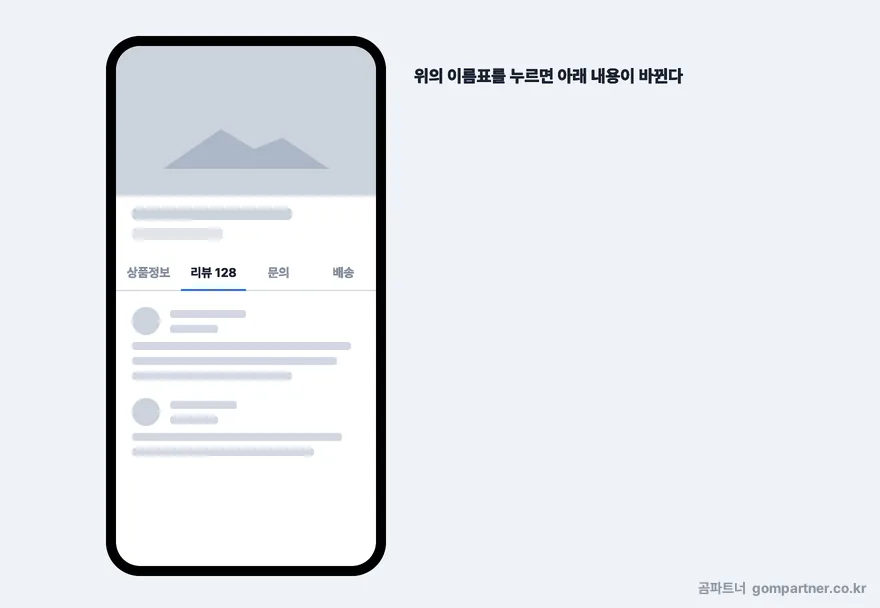 위의 이름표를 누르면 아래 내용이 바뀐다
상품정보 리뷰 128 문의 배송
곰파트너 gompartner.co.kr